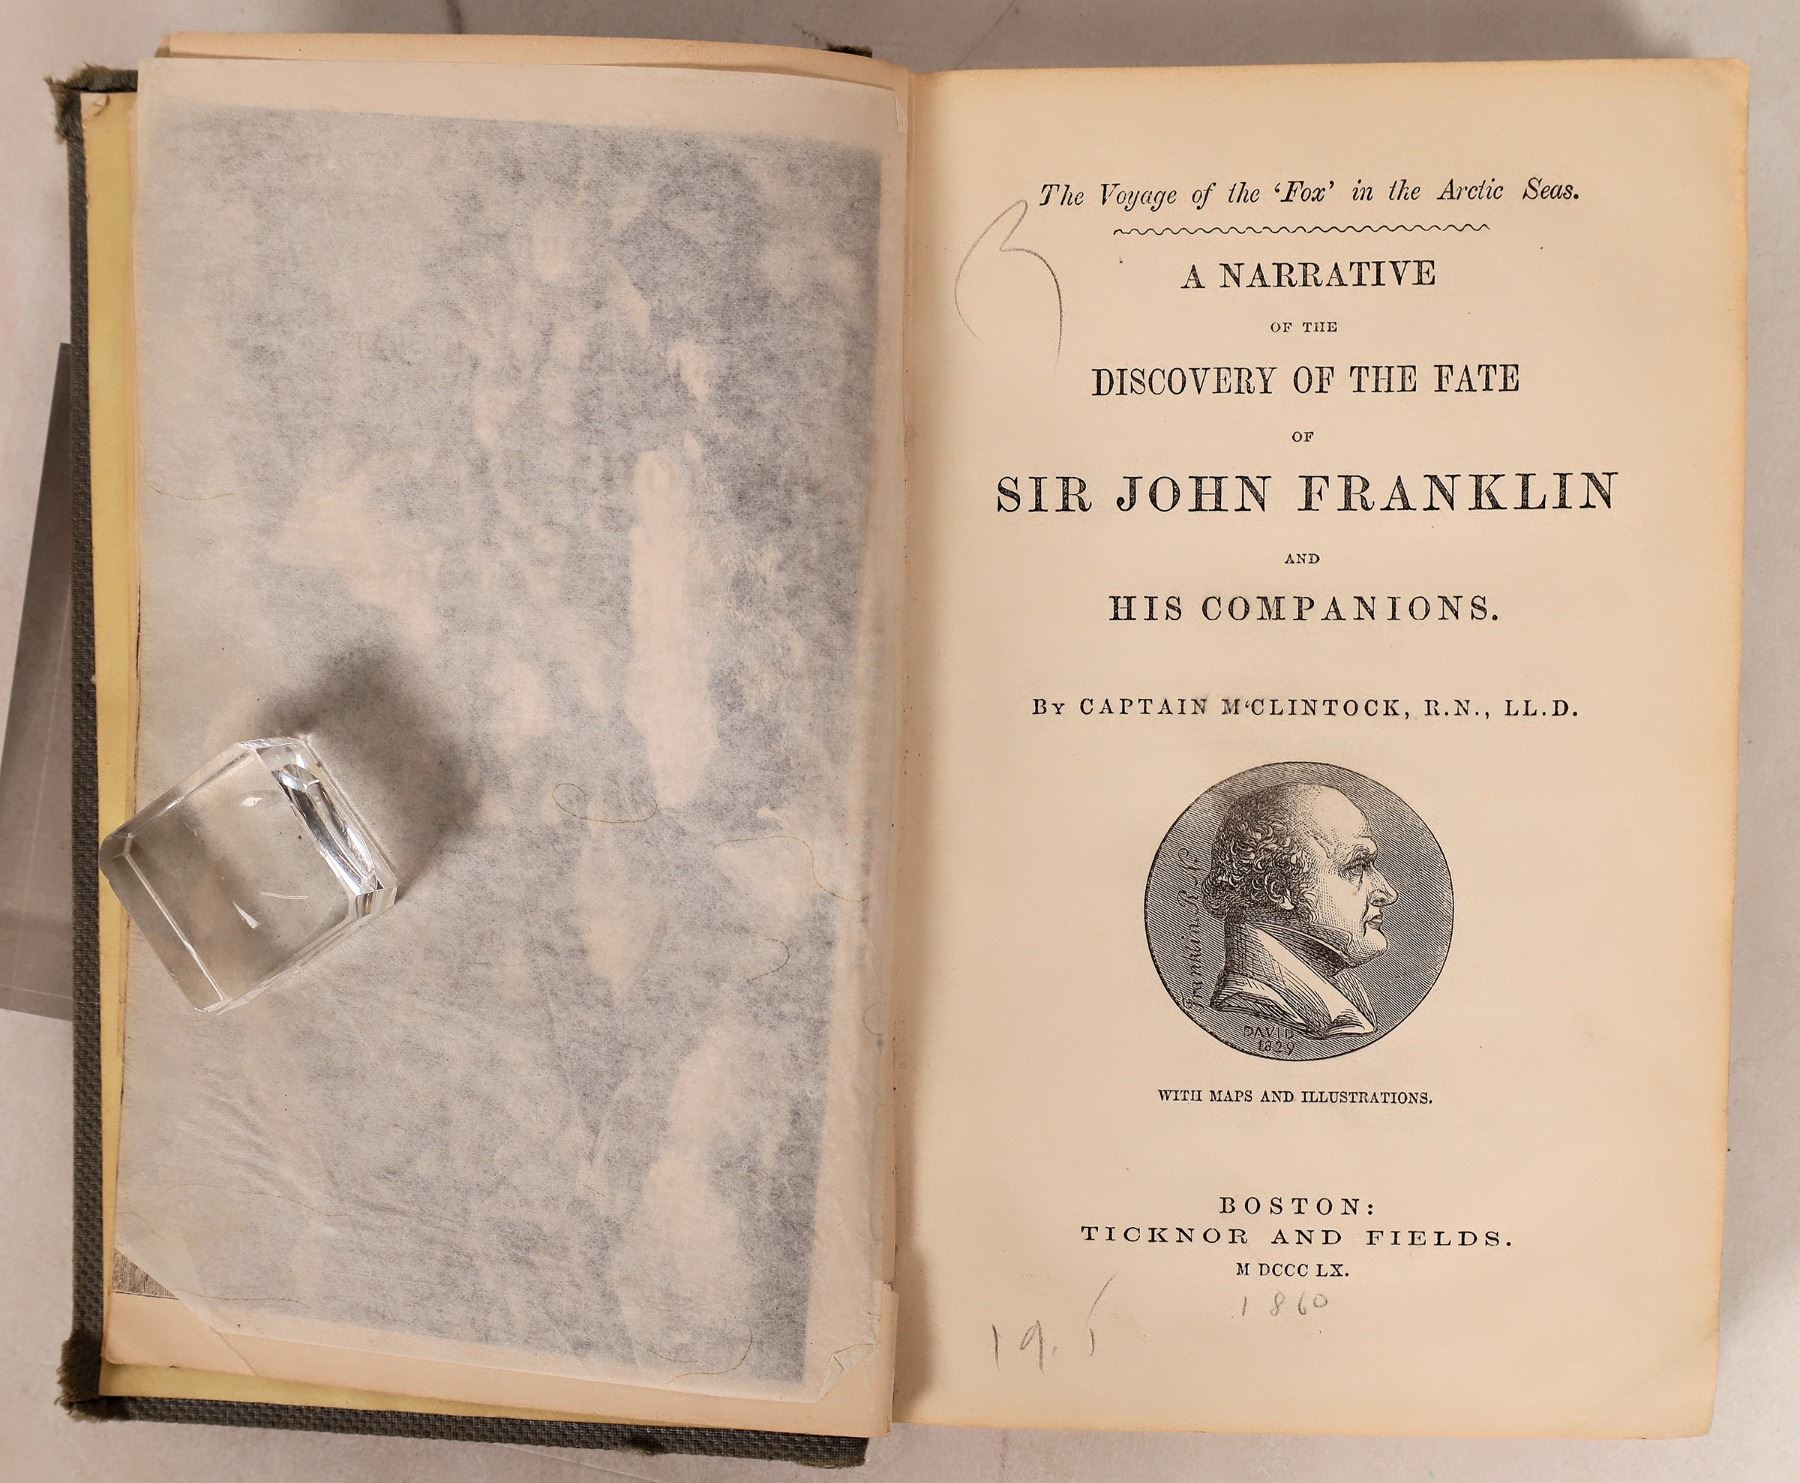 The Voyage of the 'Fox' in the Arctic Seas.
A NARRATIVE
OF THE
DISCOVERY OF THE FATE
OF
SIR JOHN FRANKLIN
AND
HIS COMPANIONS.
BY CAPTAIN M‘CLINTOCK, R.N., LL.D.
Franklin R.N.
DAVID
1829
WITH MAPS AND ILLUSTRATIONS.
BOSTON:
TICKNOR AND FIELDS.
M DCCC LX.
1860